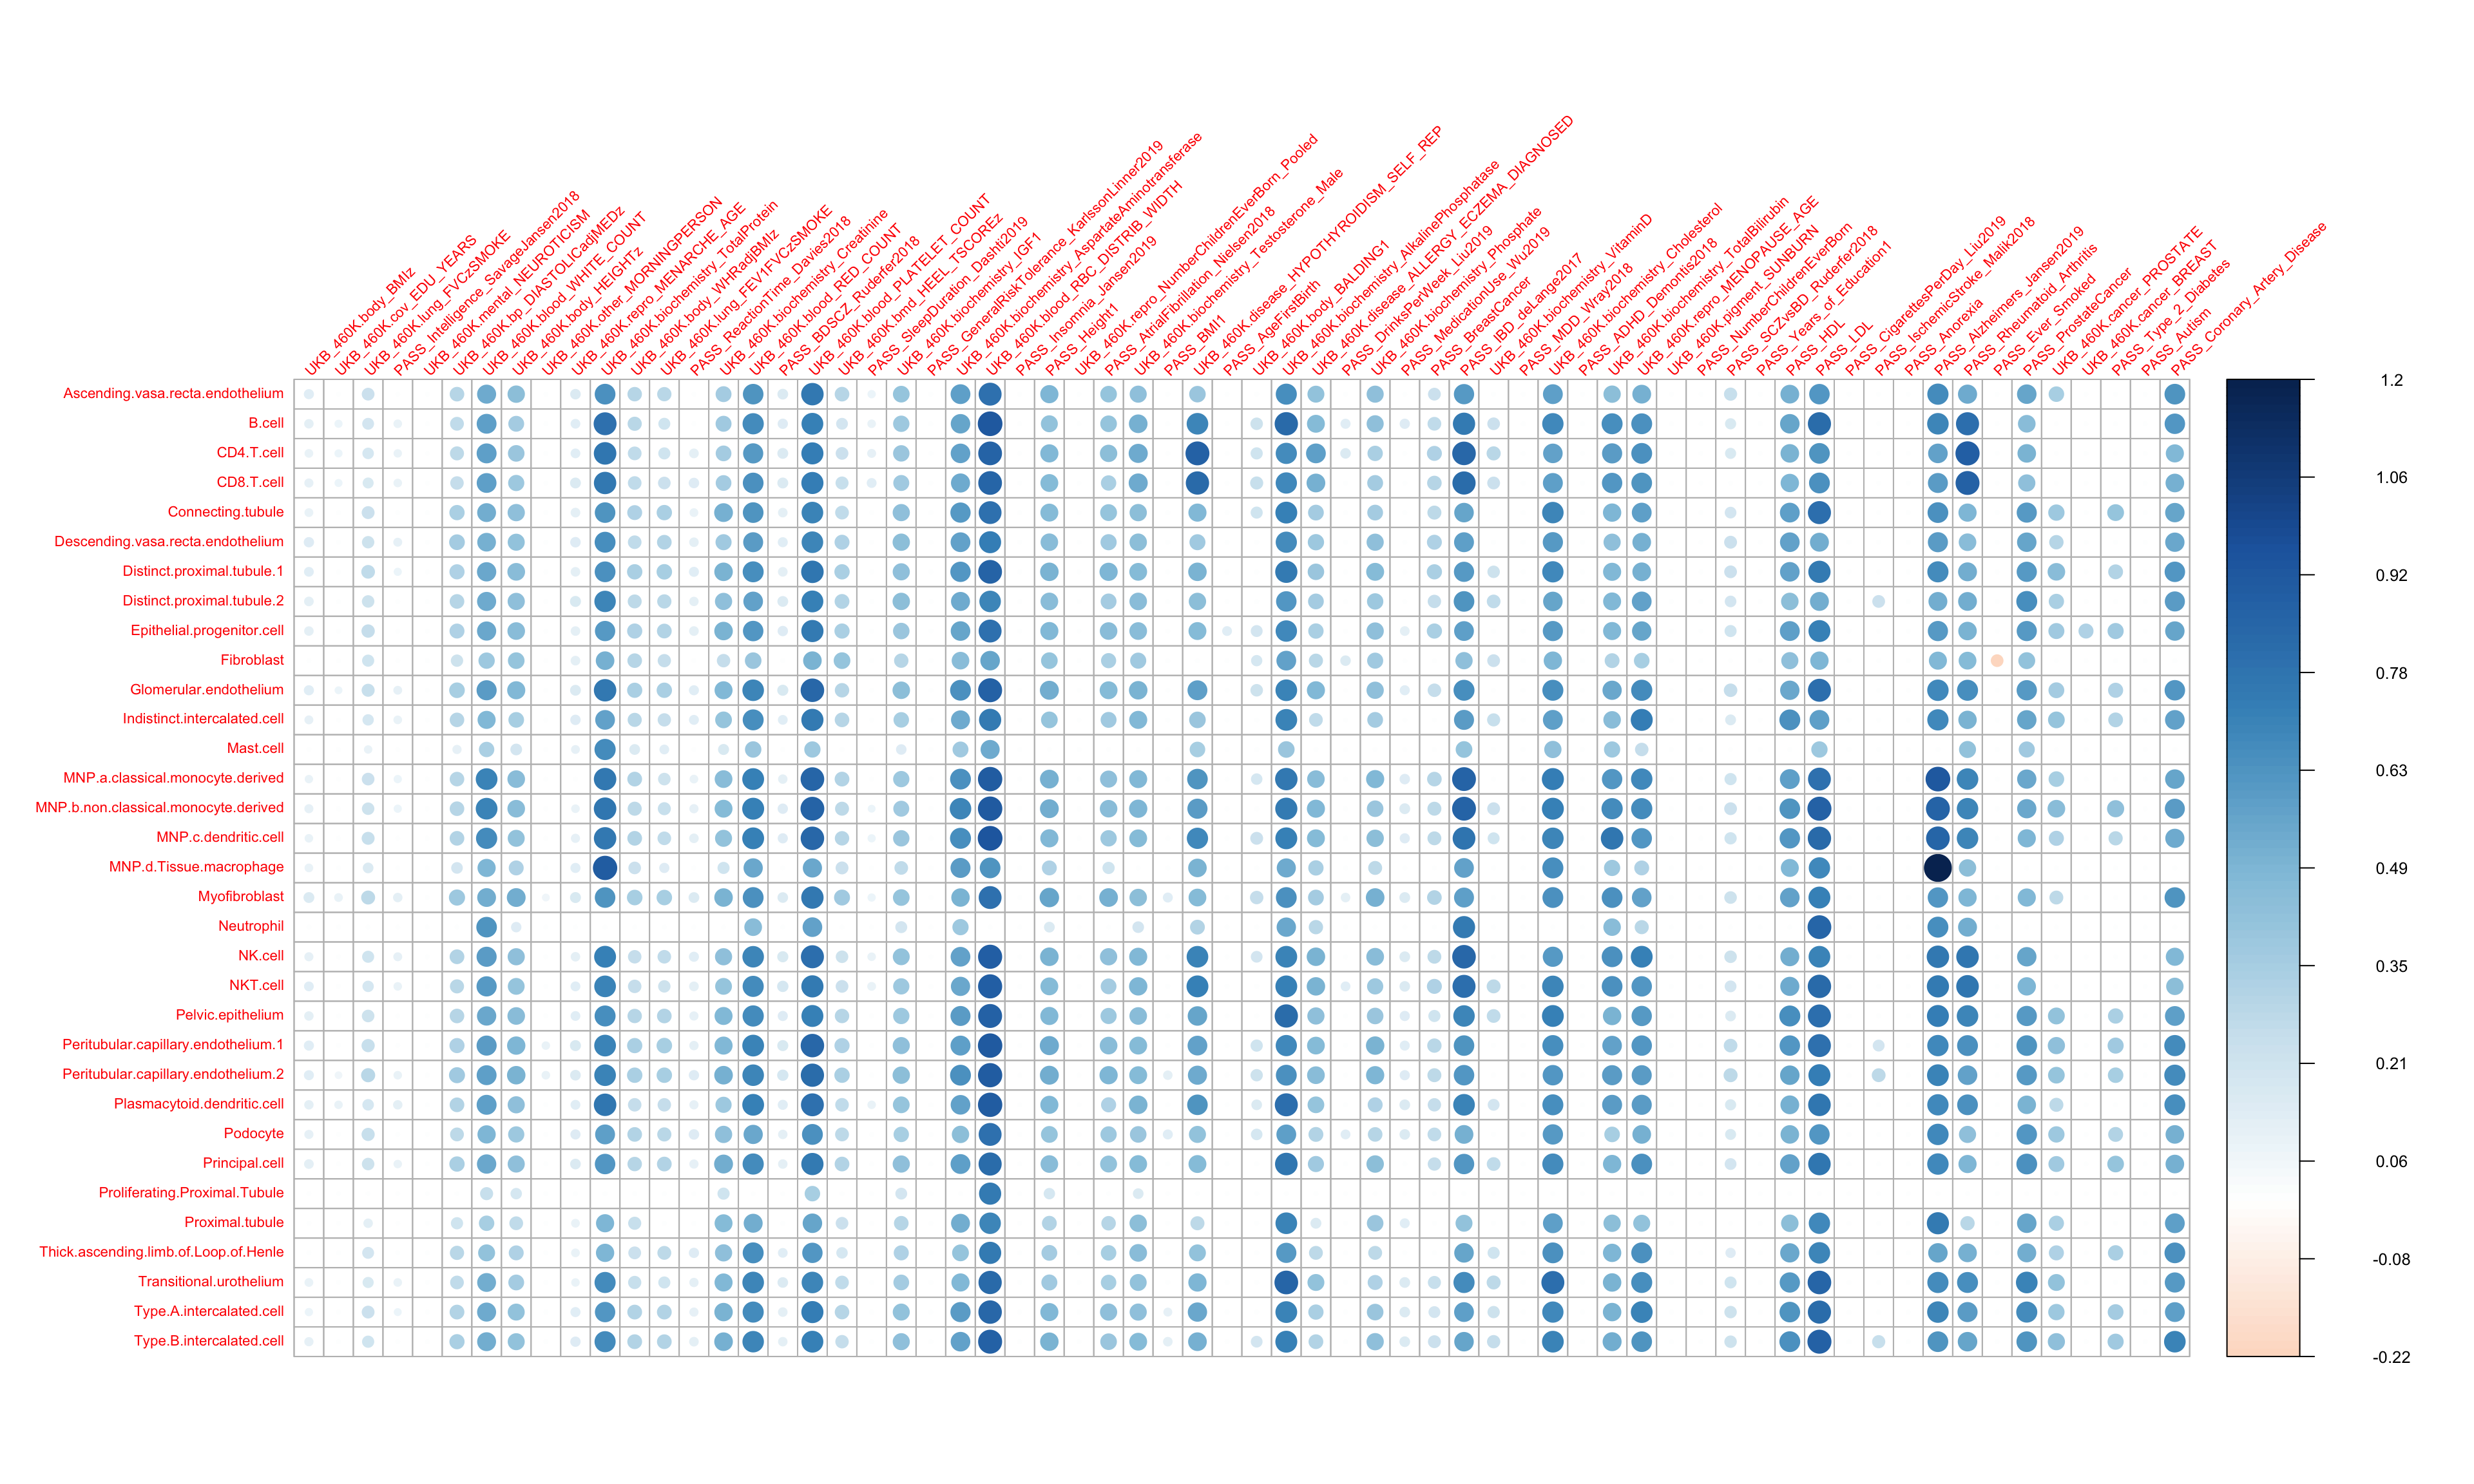 UKB_460K.body_BMIz
UKB_460K.cov_EDU_YEARS
UKB_460K.lung_FVCzSMOKE
PASS_Intelligence_SavageJansen2018
UKB_460K.mental_NEUROTICISM
UKB_460K.bp_DIASTOLICadjMEDz
UKB_460K.blood_WHITE_COUNT
UKB_460K.body_HEIGHTz
UKB_460K.other_MORNINGPERSON
UKB_460K.repro_MENARCHE_AGE
UKB_460K.biochemistry_TotalProtein
UKB_460K.body_WHRadjBMIz
UKB_460K.lung_FEV1FVCzSMOKE
PASS_ReactionTime_Davies2018
UKB_460K.biochemistry_Creatinine
UKB_460K.blood_RED_COUNT
PASS_BDSCZ_Ruderfer2018
UKB_460K.blood_PLATELET_COUNT
UKB_460K.bmd_HEEL_TSCOREz
PASS_SleepDuration_Dashti2019
UKB_460K.biochemistry_IGF1
PASS_GeneralRiskTolerance_KarlssonLinner2019
UKB_460K.biochemistry_AspartateAminotransferase
UKB_460K.blood_RBC_DISTRIB_WIDTH
PASS_Insomnia_Jansen2019
PASS_Height1
UKB_460K.repro_NumberChildrenEverBorn_Pooled
PASS_AtrialFibrillation_Nielsen2018
UKB_460K.biochemistry_Testosterone_Male
PASS_BMI1
UKB_460K.disease_HYPOTHYROIDISM_SELF_REP
PASS_AgeFirstBirth
UKB_460K.body_BALDING1
UKB_460K.biochemistry_AlkalinePhosphatase
UKB_460K.disease_ALLERGY_ECZEMA_DIAGNOSED
PASS_DrinksPerWeek_Liu2019
UKB_460K.biochemistry_Phosphate
PASS_MedicationUse_Wu2019
PASS_BreastCancer
PASS_IBD_deLange2017
UKB_460K.biochemistry_VitaminD
PASS_MDD_Wray2018
UKB_460K.biochemistry_Cholesterol
PASS_ADHD_Demontis2018
UKB_460K.biochemistry_TotalBilirubin
UKB_460K.repro_MENOPAUSE_AGE
UKB_460K.pigment_SUNBURN
PASS_NumberChildrenEverBorn
PASS_SCZvsBD_Ruderfer2018
PASS_Years_of_Education1
PASS_HDL
PASS_LDL
PASS_CigarettesPerDay_Liu2019
PASS_IschemicStroke_Malik2018
PASS_Anorexia
PASS_Alzheimers_Jansen2019
PASS_Rheumatoid_Arthritis
PASS_Ever_Smoked
PASS_ProstateCancer
UKB_460K.cancer_PROSTATE
UKB_460K.cancer_BREAST
PASS_Type_2_Diabetes
PASS_Autism
PASS_Coronary_Artery_Disease
Ascending.vasa.recta.endothelium
B.cell
CD4.T.cell
CD8.T.cell
Connecting.tubule
Descending.vasa.recta.endothelium
Distinct.proximal.tubule.1
Distinct.proximal.tubule.2
Epithelial.progenitor.cell
Fibroblast
Glomerular.endothelium
Indistinct.intercalated.cell
Mast.cell
MNP.a.classical.monocyte.derived
MNP.b.non.classical.monocyte.derived
MNP.c.dendritic.cell
MNP.d.Tissue.macrophage
Myofibroblast
Neutrophil
NK.cell
NKT.cell
Pelvic.epithelium
Peritubular.capillary.endothelium.1
Peritubular.capillary.endothelium.2
Plasmacytoid.dendritic.cell
Podocyte
Principal.cell
Proliferating.Proximal.Tubule
Proximal.tubule
Thick.ascending.limb.of.Loop.of.Henle
Transitional.urothelium
Type.A.intercalated.cell
Type.B.intercalated.cell
1.2
1.06
0.92
0.78
0.63
0.49
0.35
0.21
0.06
-0.08
-0.22